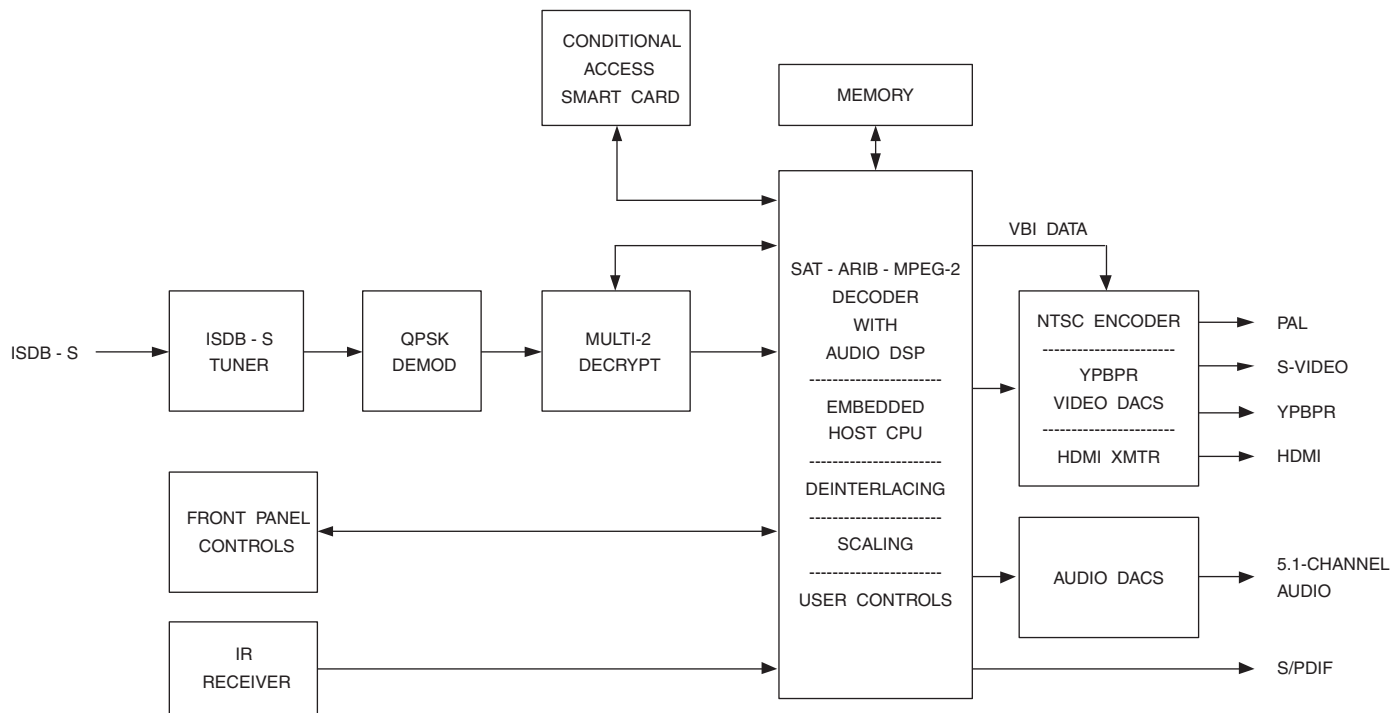 CONDITIONAL
ACCESS
SMART CARD
MEMORY
VBI DATA
ISDB - S
ISDB - S
TUNER
QPSK
DEMOD
MULTI-2
DECRYPT
SAT - ARIB - MPEG-2
DECODER
WITH
AUDIO DSP
-----------------------
EMBEDDED
HOST CPU
-----------------------
DEINTERLACING
-----------------------
SCALING
-----------------------
USER CONTROLS
NTSC ENCODER
-----------------------
YPBPR
VIDEO DACS
-----------------------
HDMI XMTR
PAL
S-VIDEO
YPBPR
HDMI
FRONT PANEL
CONTROLS
AUDIO DACS
5.1-CHANNEL
AUDIO
IR
RECEIVER
S/PDIF